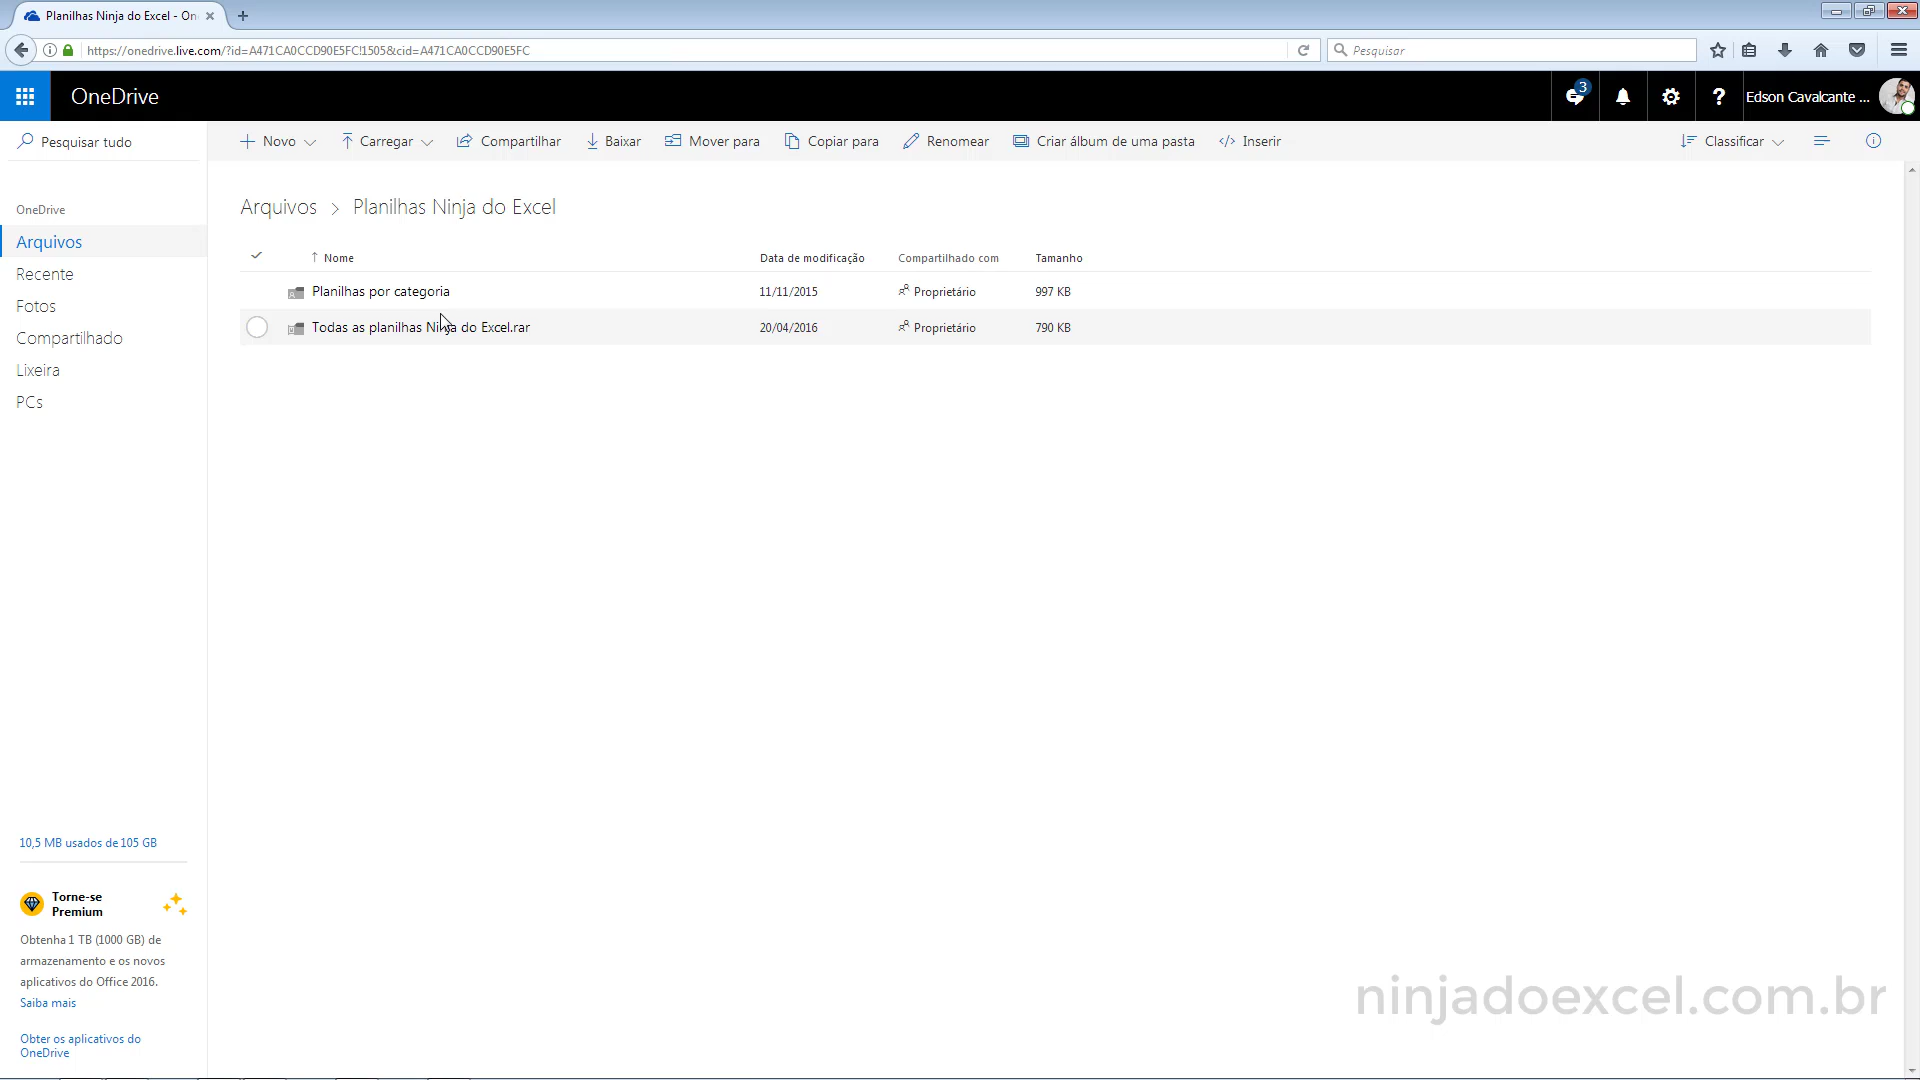 Planilhas Ninja do Excel - On
https://onedrive.live.com/?id=A471CA0CCD90E5FC!1505&cid=A471CA0CCD90E5FC
Pesquisar
OneDrive
3
?
Edson Cavalcante ...
Pesquisar tudo
Novo
Carregar
Compartilhar
Baixar
Mover para
Copiar para
Renomear
Criar álbum de uma pasta
Inserir
Classificar
OneDrive
Arquivos
Recente
Fotos
Compartilhado
Lixeira
PCs
Arquivos > Planilhas Ninja do Excel
Nome Data de modificação Compartilhado com Tamanho
Planilhas por categoria 11/11/2015 Proprietário 997 KB
Todas as planilhas Ninja do Excel.rar 20/04/2016 Proprietário 790 KB
10,5 MB usados de 105 GB
Torne-se
Premium
Obtenha 1 TB (1000 GB) de
armazenamento e os novos
aplicativos do Office 2016.
Saiba mais
Obter os aplicativos do
OneDrive
ninjadoexcel.com.br